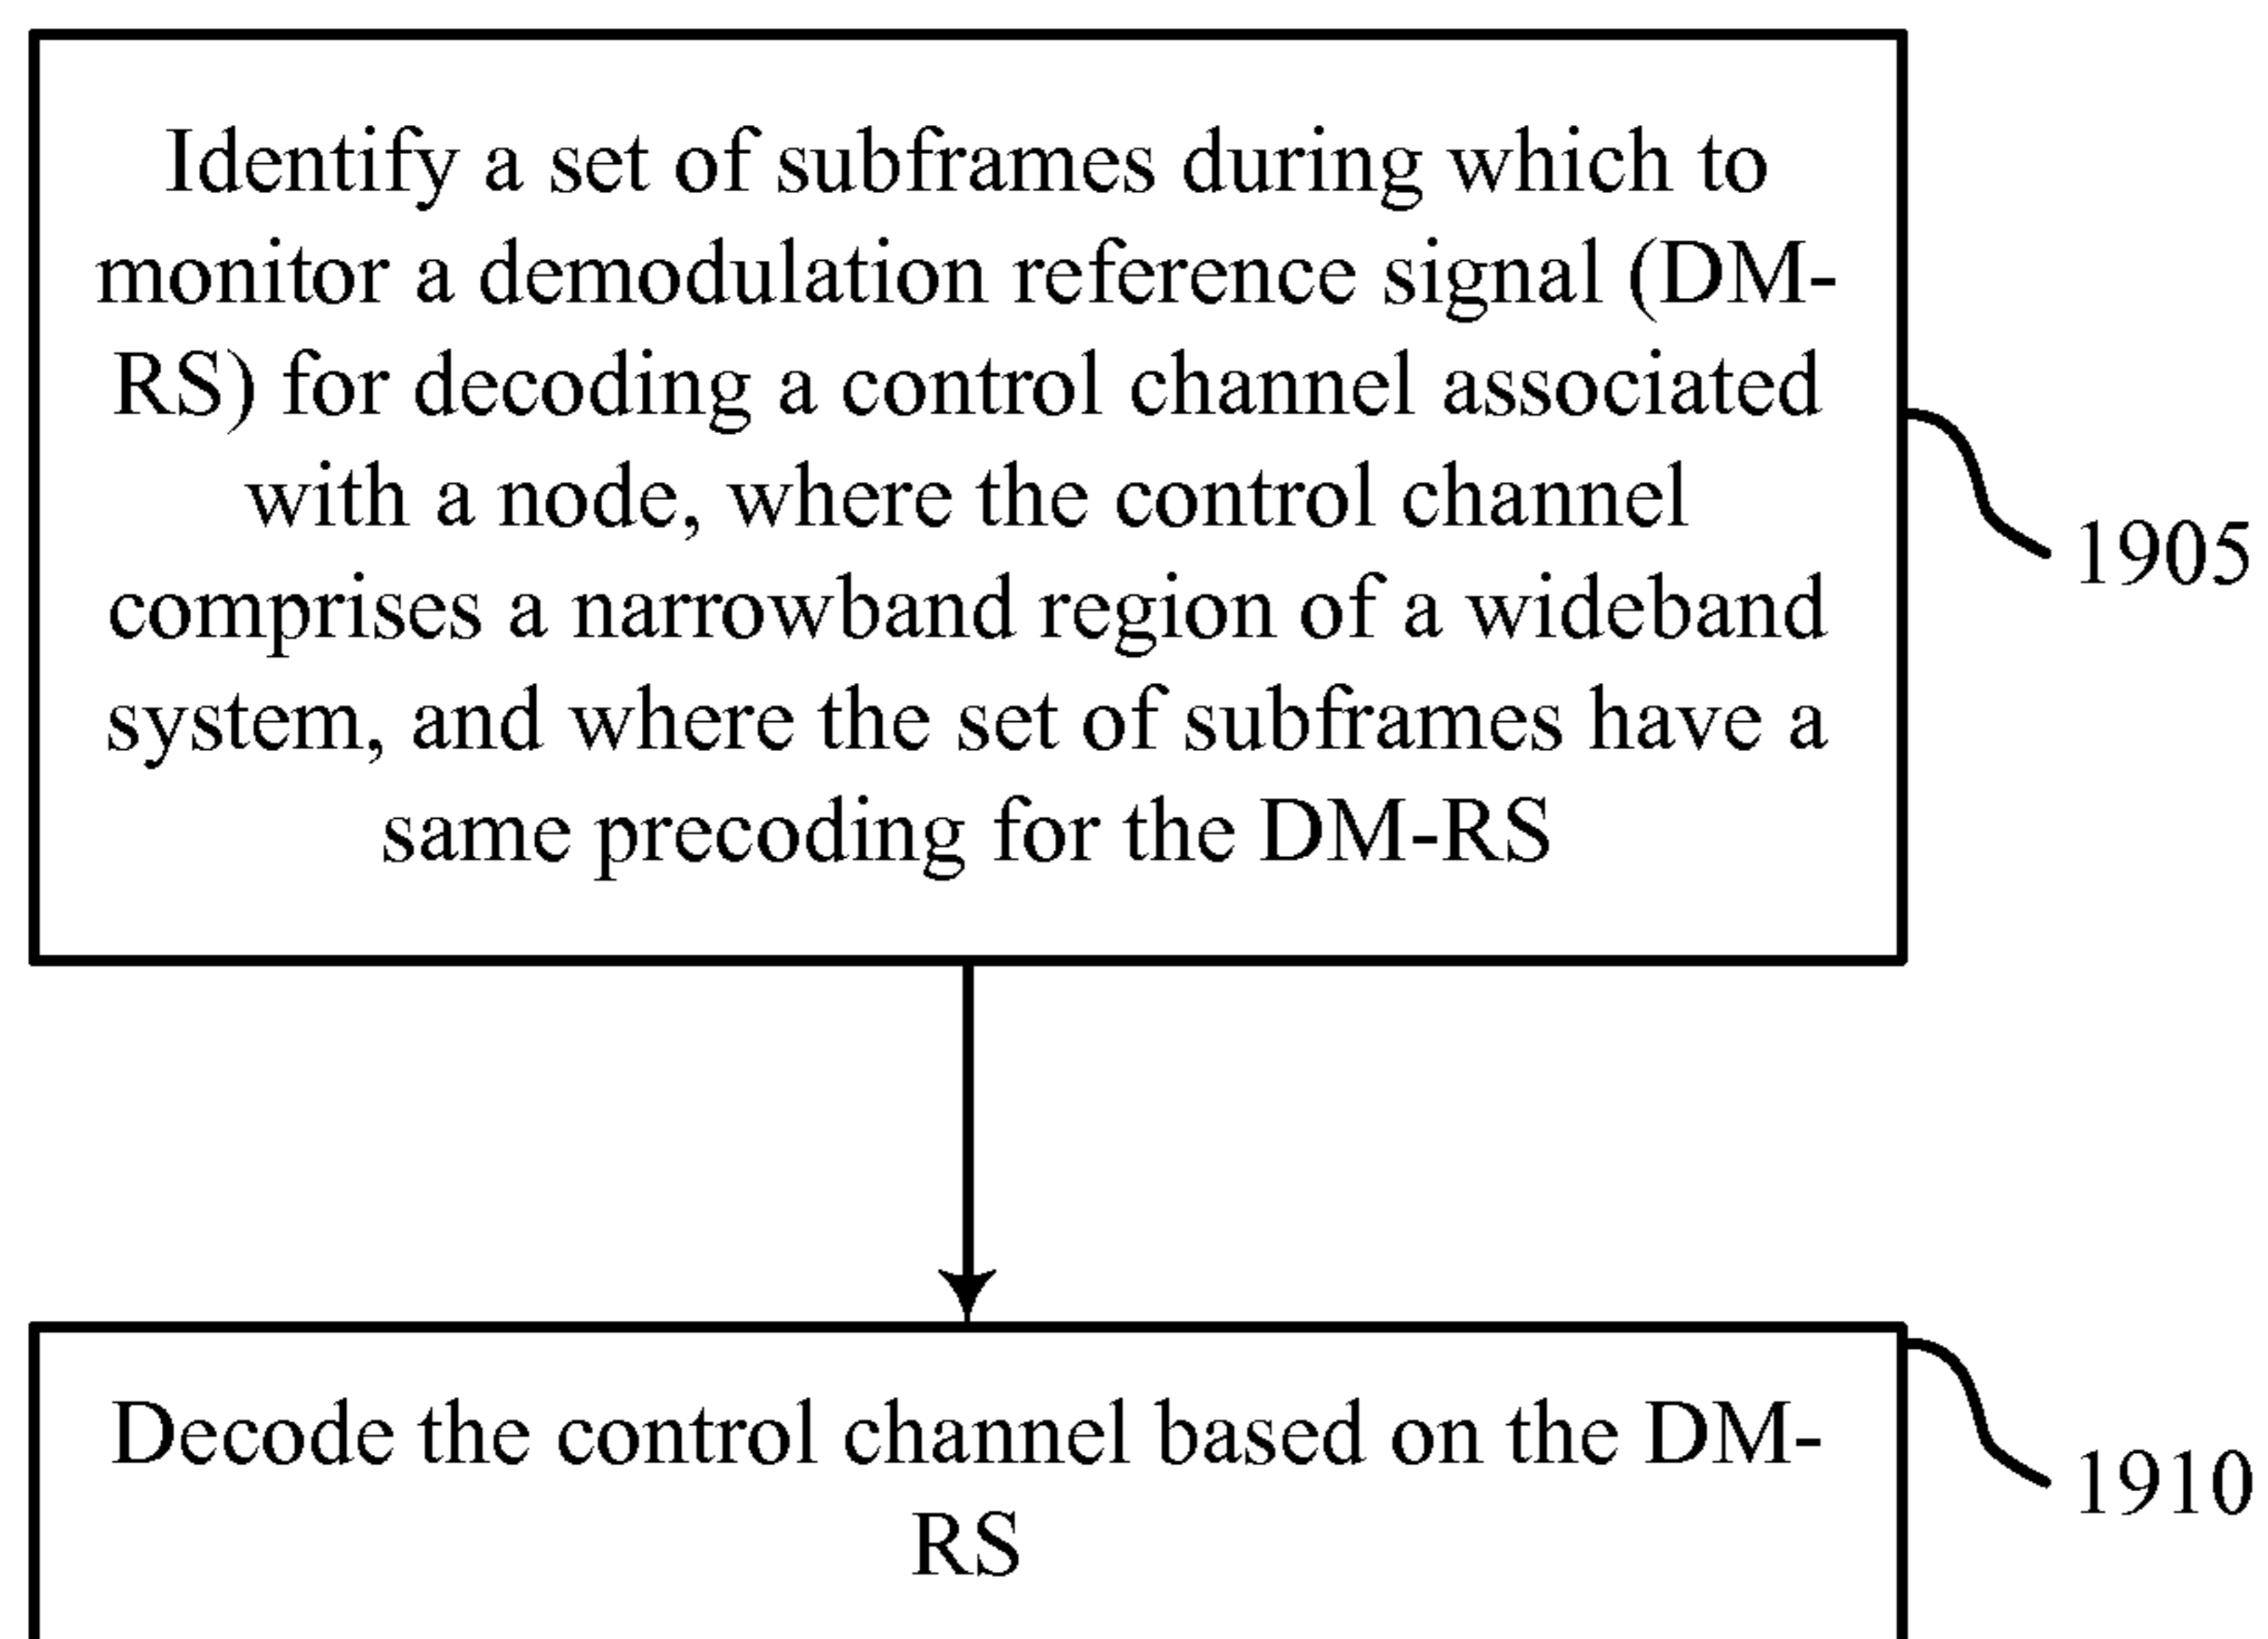 Identify a set of subframes during which to
monitor a demodulation reference signal (DM-
RS) for decoding a control channel associated
with a node, where the control channel
comprises a narrowband region of a wideband
system, and where the set of subframes have a
same precoding for the DM-RS
1905
Decode the control channel based on the DM-
RS
1910